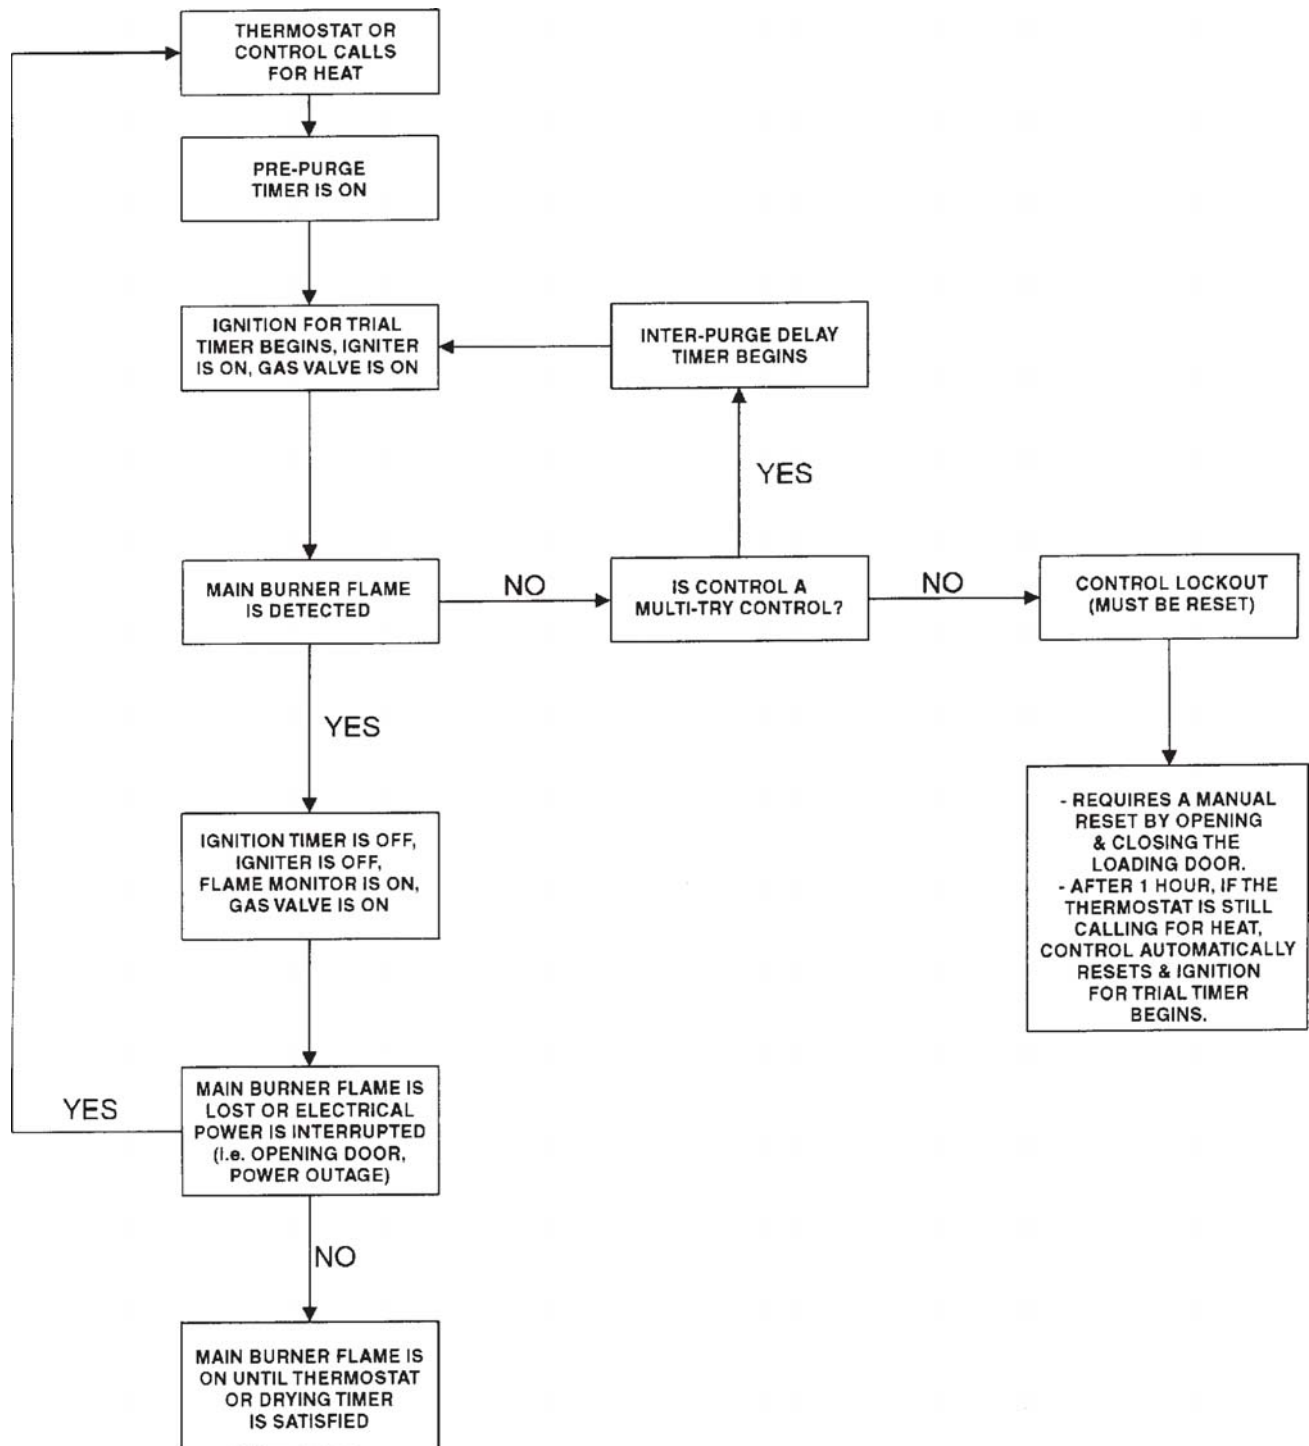 THERMOSTAT OR
CONTROL CALLS
FOR HEAT
PRE-PURGE
TIMER IS ON
IGNITION FOR TRIAL
TIMER BEGINS, IGNITER
IS ON, GAS VALVE IS ON
INTER-PURGE DELAY
TIMER BEGINS
YES
MAIN BURNER FLAME
IS DETECTED
NO
IS CONTROL A
MULTI-TRY CONTROL?
NO
CONTROL LOCKOUT
(MUST BE RESET)
YES
- REQUIRES A MANUAL
RESET BY OPENING
& CLOSING THE
LOADING DOOR.
- AFTER 1 HOUR, IF THE
THERMOSTAT IS STILL
CALLING FOR HEAT,
CONTROL AUTOMATICALLY
RESETS & IGNITION
FOR TRIAL TIMER
BEGINS.
IGNITION TIMER IS OFF,
IGNITER IS OFF,
FLAME MONITOR IS ON,
GAS VALVE IS ON
YES
MAIN BURNER FLAME IS
LOST OR ELECTRICAL
POWER IS INTERRUPTED
(i.e. OPENING DOOR,
POWER OUTAGE)
NO
MAIN BURNER FLAME IS
ON UNTIL THERMOSTAT
OR DRYING TIMER
IS SATISFIED